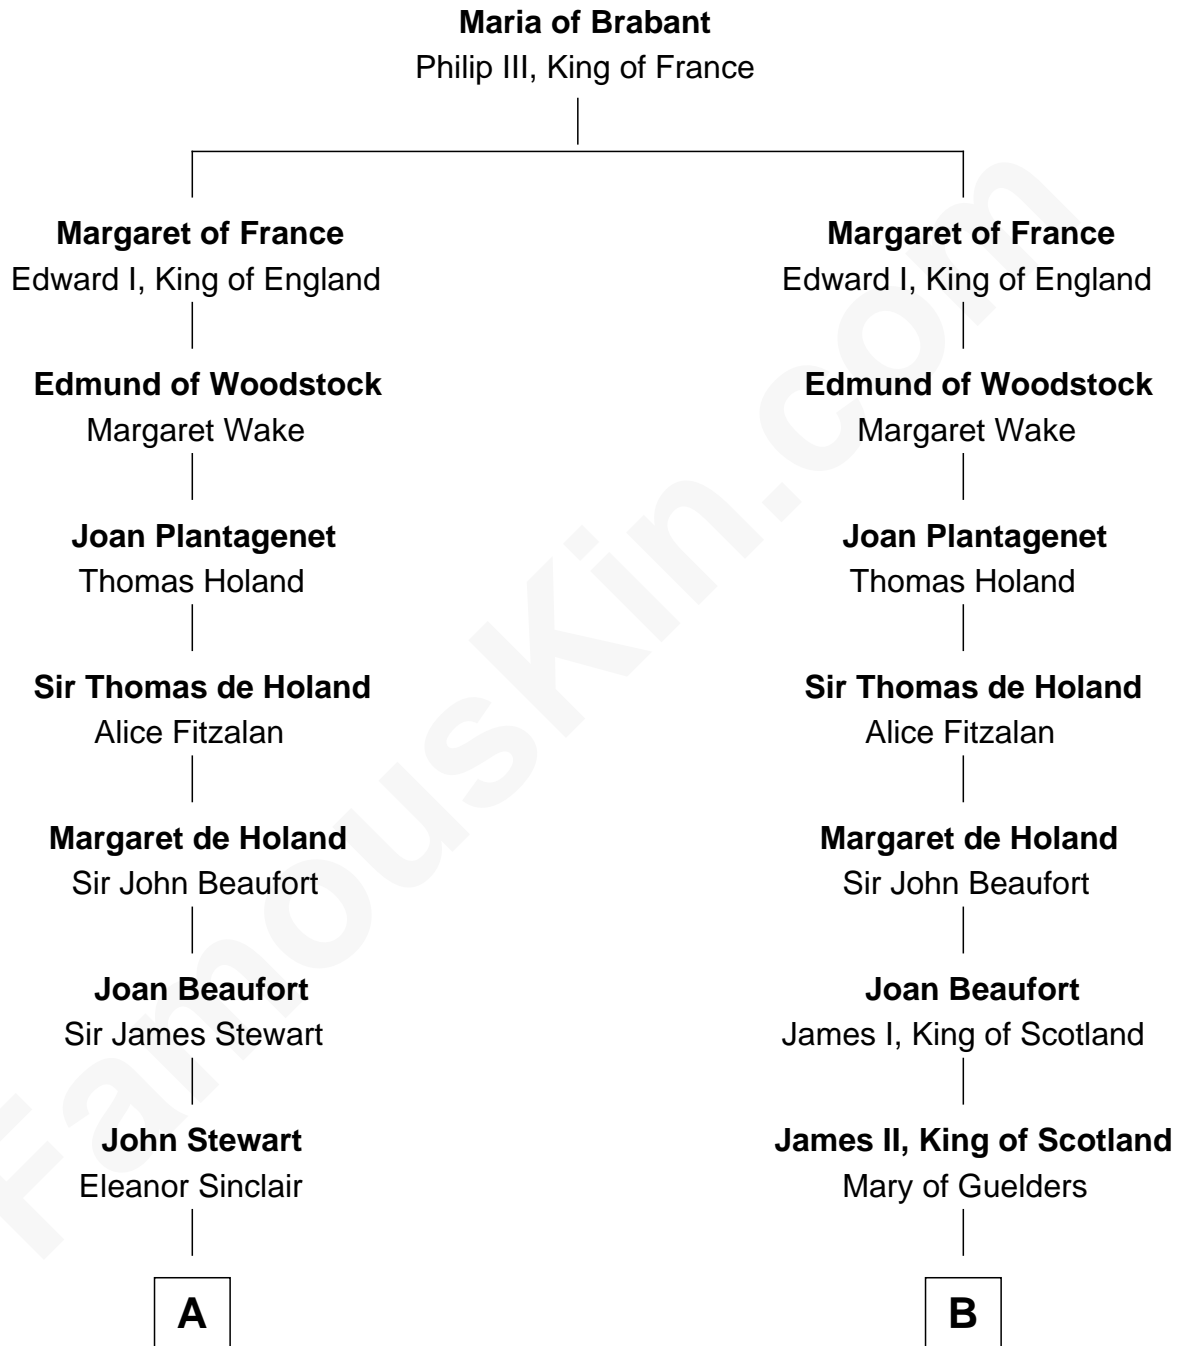 Maria of Brabant
Philip III, King of France
Margaret of France
Edward I, King of England
Edmund of Woodstock
Margaret Wake
Joan Plantagenet
Thomas Holand
Sir Thomas de Holand
Alice Fitzalan
Margaret de Holand
Sir John Beaufort
Joan Beaufort
Sir James Stewart
John Stewart
Eleanor Sinclair
A
Margaret of France
Edward I, King of England
Edmund of Woodstock
Margaret Wake
Joan Plantagenet
Thomas Holand
Sir Thomas de Holand
Alice Fitzalan
Margaret de Holand
Sir John Beaufort
Joan Beaufort
James I, King of Scotland
James II, King of Scotland
Mary of Guelders
B
FamousKin.com